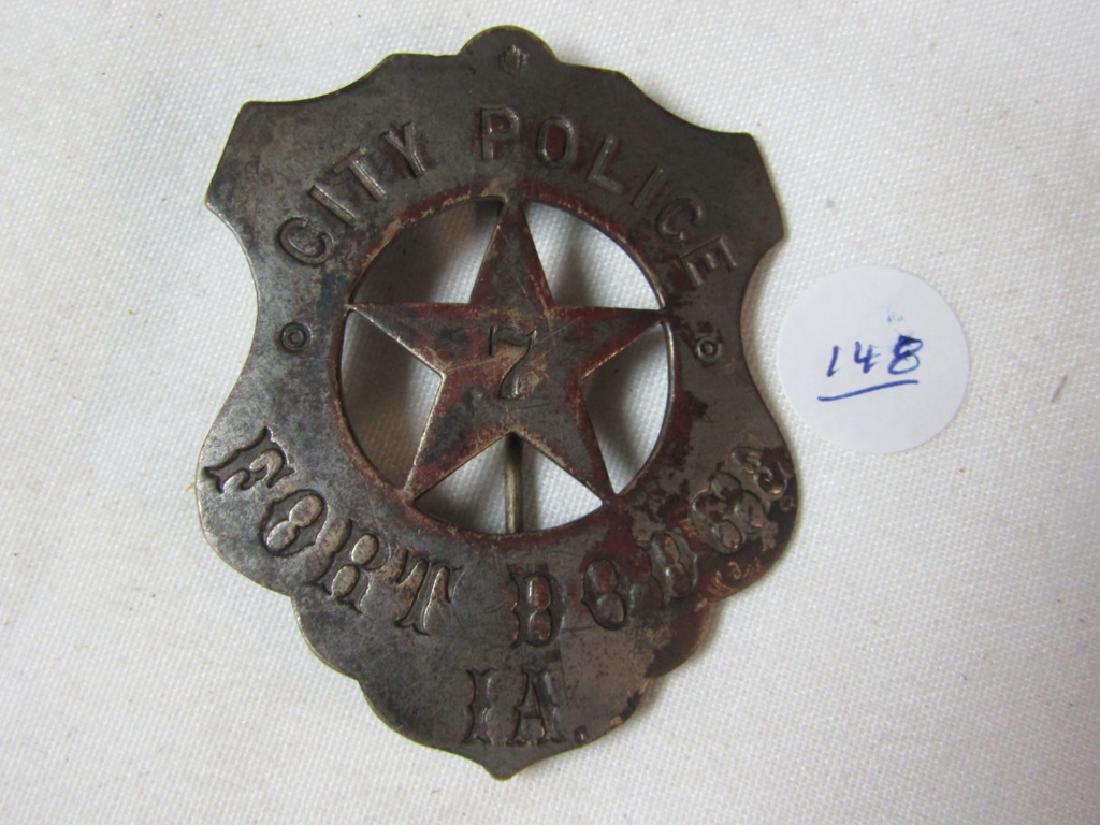 CITY POLICE
7
FORT DODGE
IA.
148